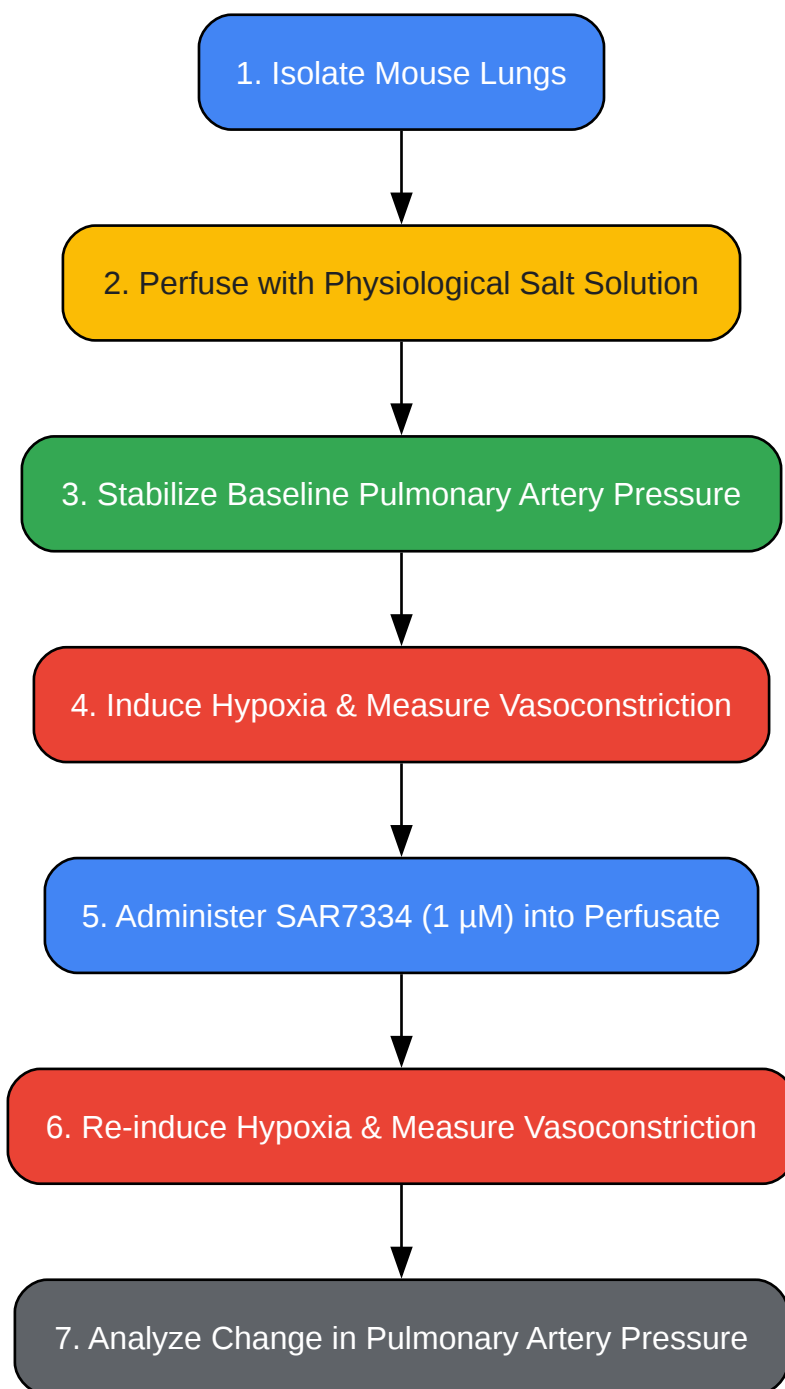 1. Isolate Mouse Lungs
2. Perfuse with Physiological Salt Solution
3. Stabilize Baseline Pulmonary Artery Pressure
4. Induce Hypoxia & Measure Vasoconstriction
5. Administer SAR7334 (1 µM) into Perfusate
6. Re-induce Hypoxia & Measure Vasoconstriction
7. Analyze Change in Pulmonary Artery Pressure